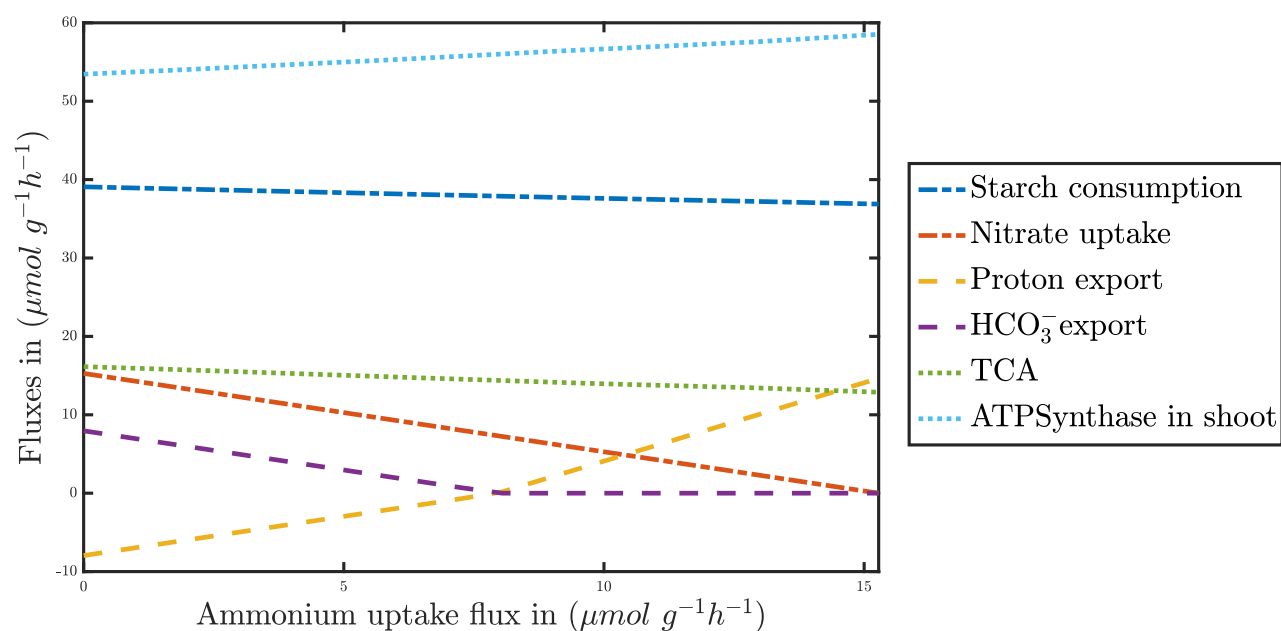 60
50
40
30
20
10
0
-10
0
5
10
15
Fluxes in (μmol g⁻¹h⁻¹)
Ammonium uptake flux in (μmol g⁻¹h⁻¹)
Starch consumption
Nitrate uptake
Proton export
HCO₃⁻export
TCA
ATPSynthase in shoot